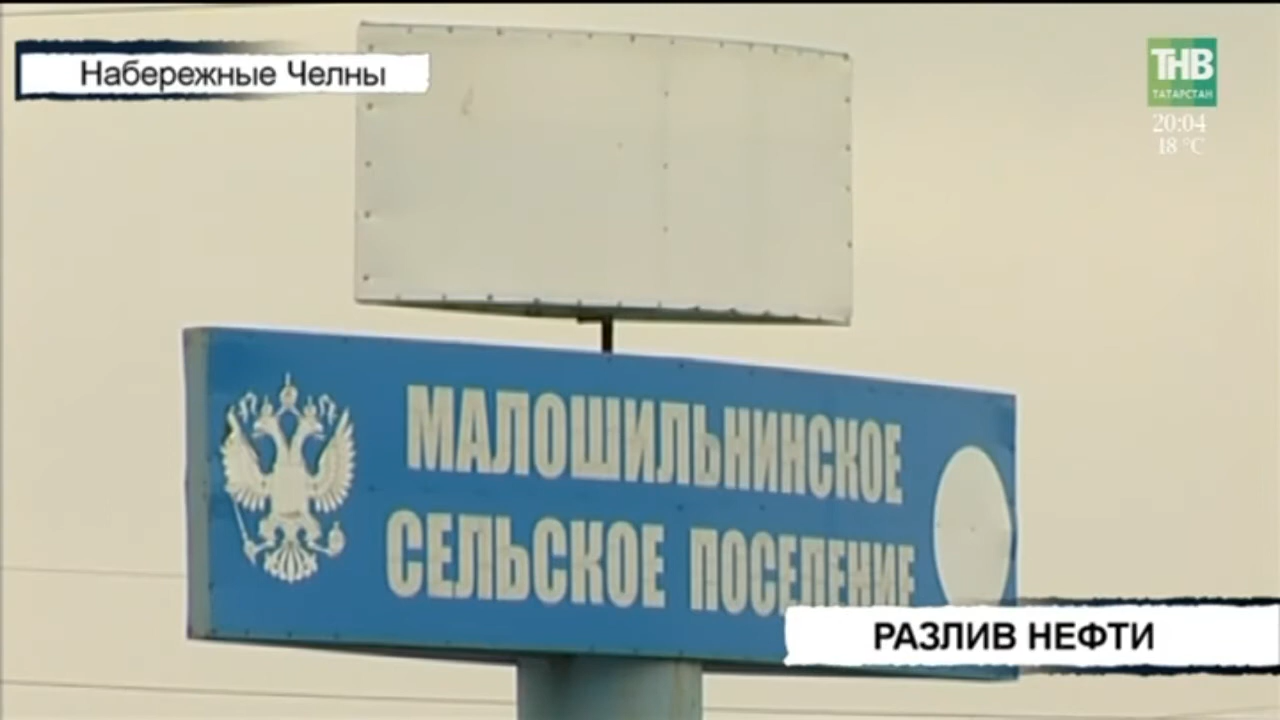 Набережные Челны
ТНВ
ТАТАРСТАН
20:04
18 °C
МАЛОШИЛЬНИНСКОЕ
СЕЛЬСКОЕ ПОСЕЛЕНИЕ
РАЗЛИВ НЕФТИ